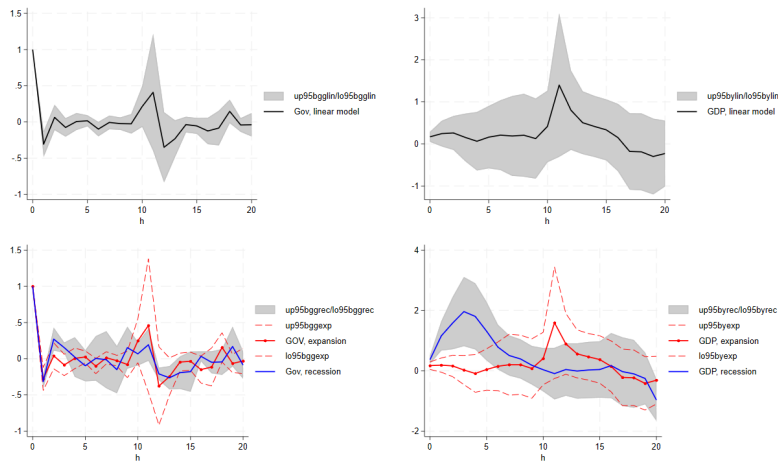 1.5
1
.5
0
-.5
-1
0
5
10
15
20
h
up95bgglin/lo95bgglin
Gov, linear model
3
2
1
0
-1
0
5
10
15
20
h
up95bylin/lo95bylin
GDP, linear model
1.5
1
.5
0
-.5
-1
0
5
10
15
20
h
up95bggrec/lo95bggrec
up95bggexp
GOV, expansion
lo95bggexp
Gov, recession
4
2
0
-2
0
5
10
15
20
h
up95byrec/lo95byrec
up95byexp
GDP, expansion
lo95byexp
GDP, recession